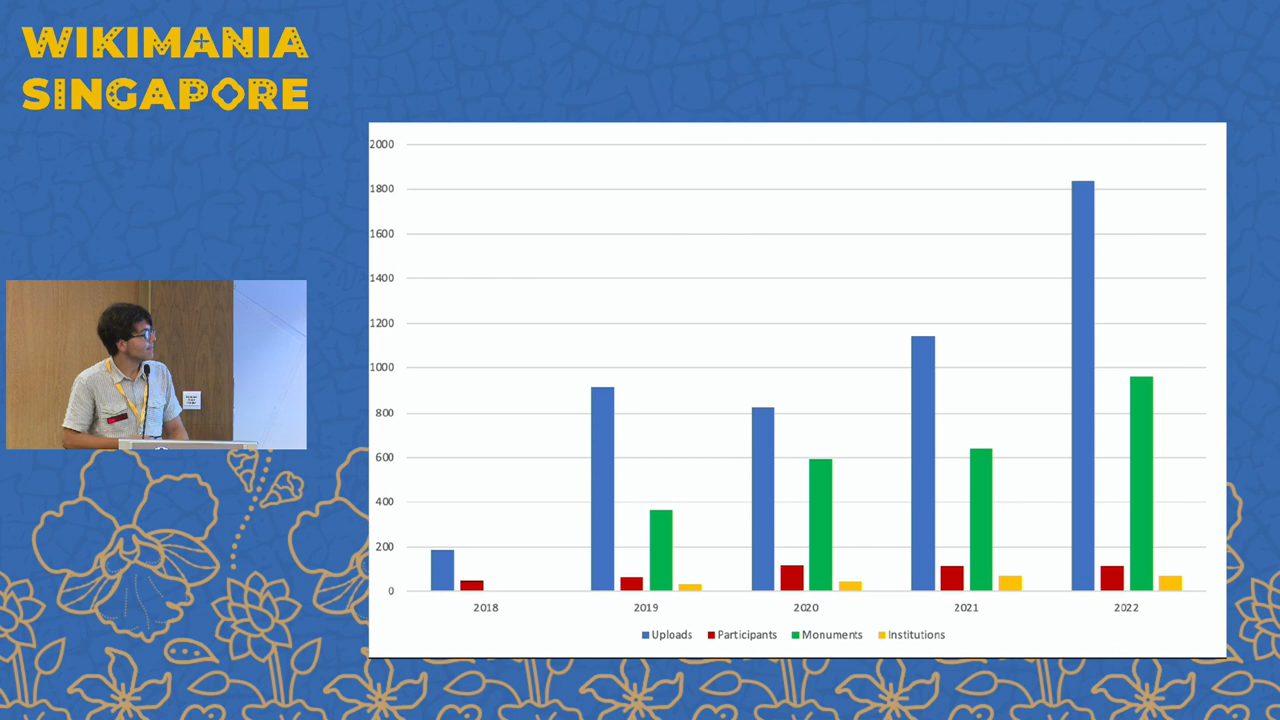 WIKIMANIA
SINGAPORE
2000
1800
1600
1400
1200
1000
800
600
400
200
0
2018 2019 2020 2021 2022
Uploads Participants Monuments Institutions